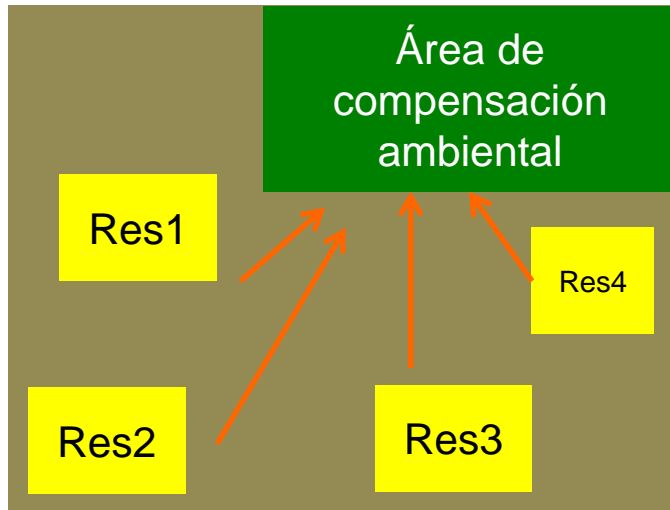 Área de
compensación
ambiental
Res1
Res4
Res2
Res3